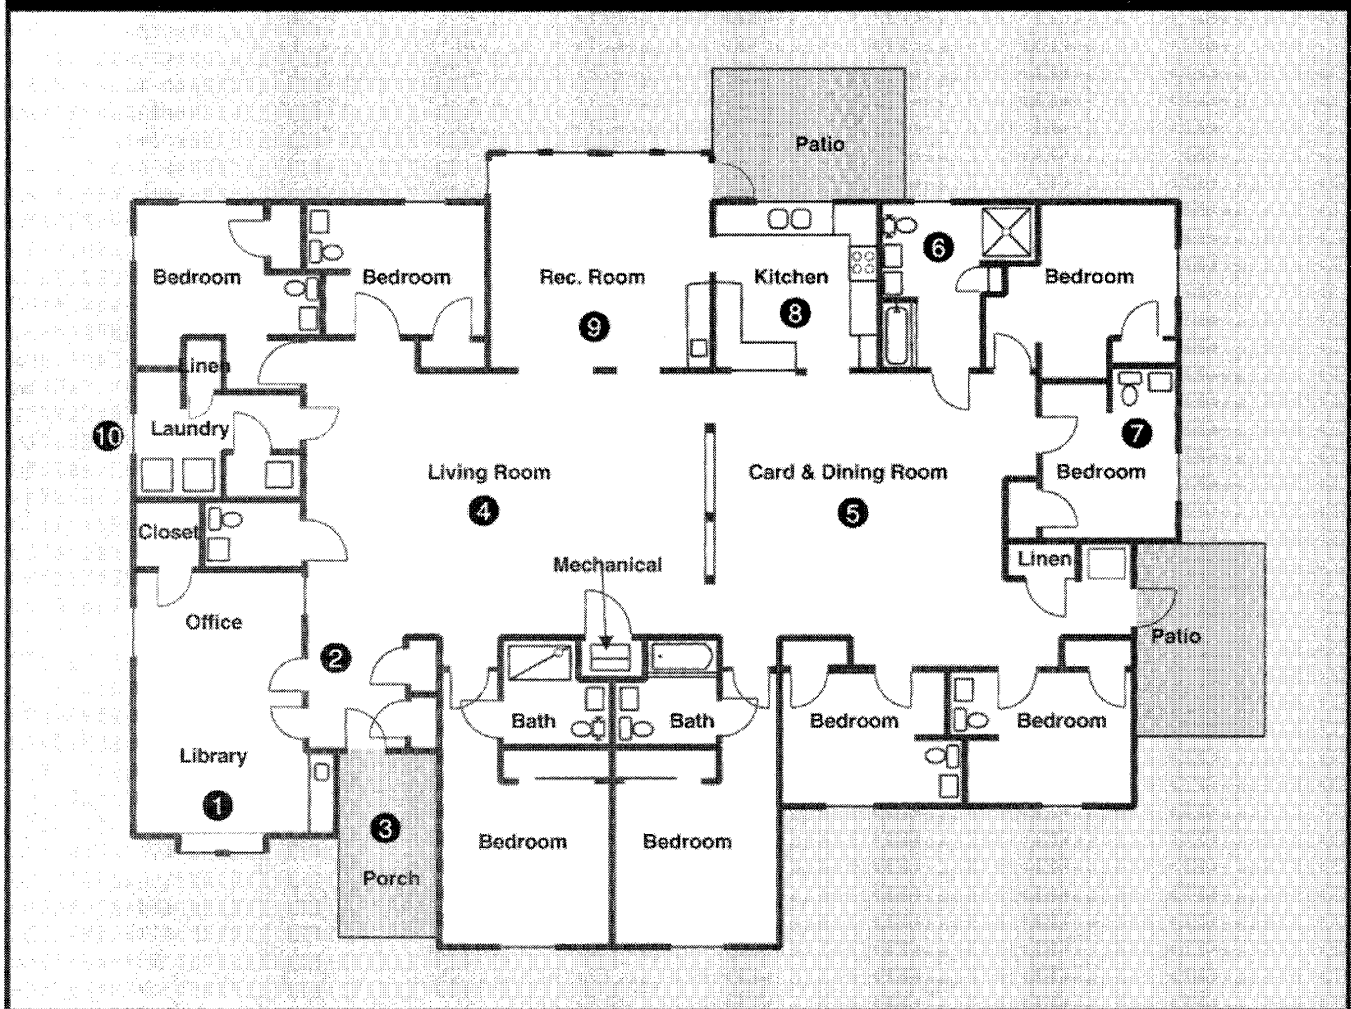 Patio
6
Bedroom
Bedroom
Rec. Room
Kitchen
Bedroom
8
9
Linen
10
Laundry
7
Living Room
Card & Dining Room
Bedroom
4
5
Closet
Mechanical
Linen
Office
Patio
2
Bath
Bath
Bedroom
Bedroom
Library
1
3
Bedroom
Bedroom
Porch